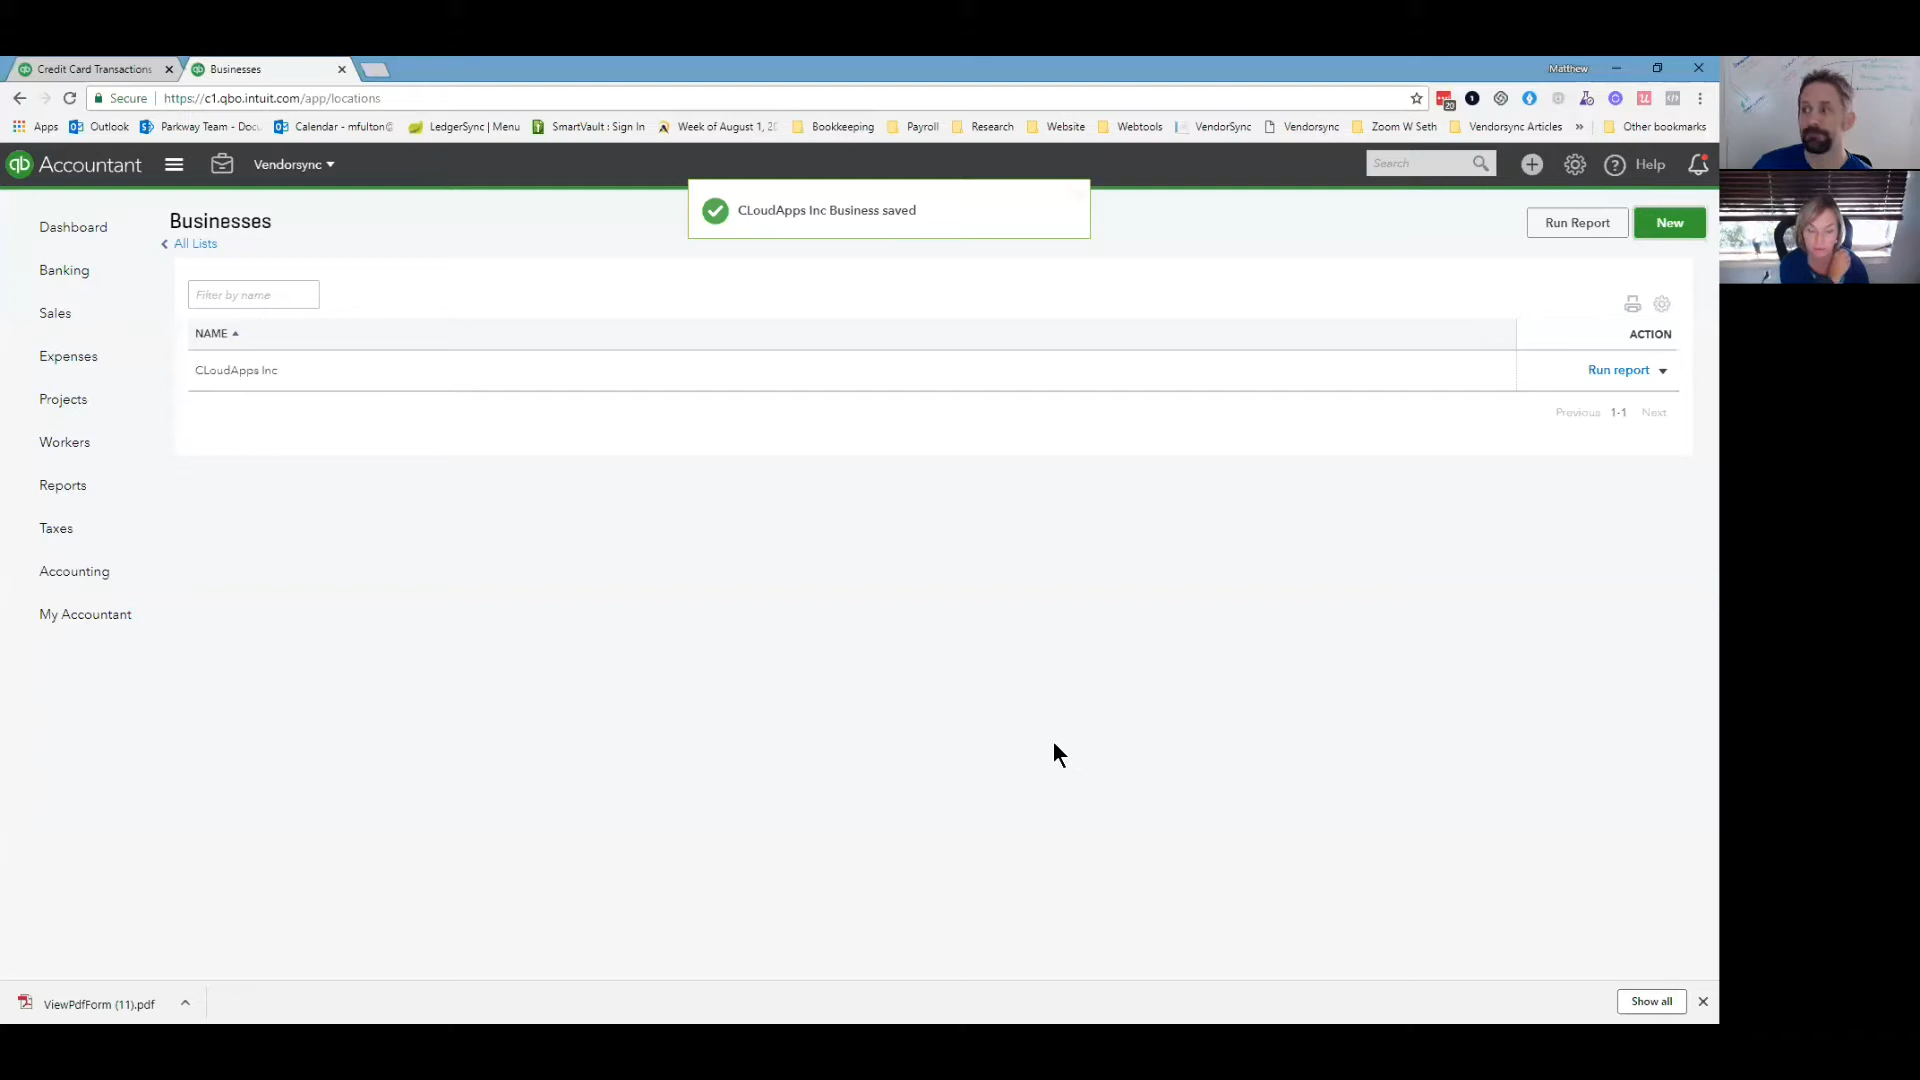 Credit Card Transactions
Businesses
Matthew
Secure
https://c1.qbo.intuit.com/app/locations
20
Apps
Outlook
Parkway Team - Docu
Calendar - mfulton@
LedgerSync | Menu
SmartVault : Sign In
Week of August 1, 20
Bookkeeping
Payroll
Research
Website
Webtools
VendorSync
Vendorsync
Zoom W Seth
Vendorsync Articles
»
Other bookmarks
qb Accountant
Vendorsync
Search
Help
Businesses
All Lists
CLoudApps Inc Business saved
Run Report
New
Dashboard
Banking
Sales
Expenses
Projects
Workers
Reports
Taxes
Accounting
My Accountant
Filter by name
NAME
ACTION
CLoudApps Inc
Run report
Previous 1-1 Next
ViewPdfForm (11).pdf
Show all